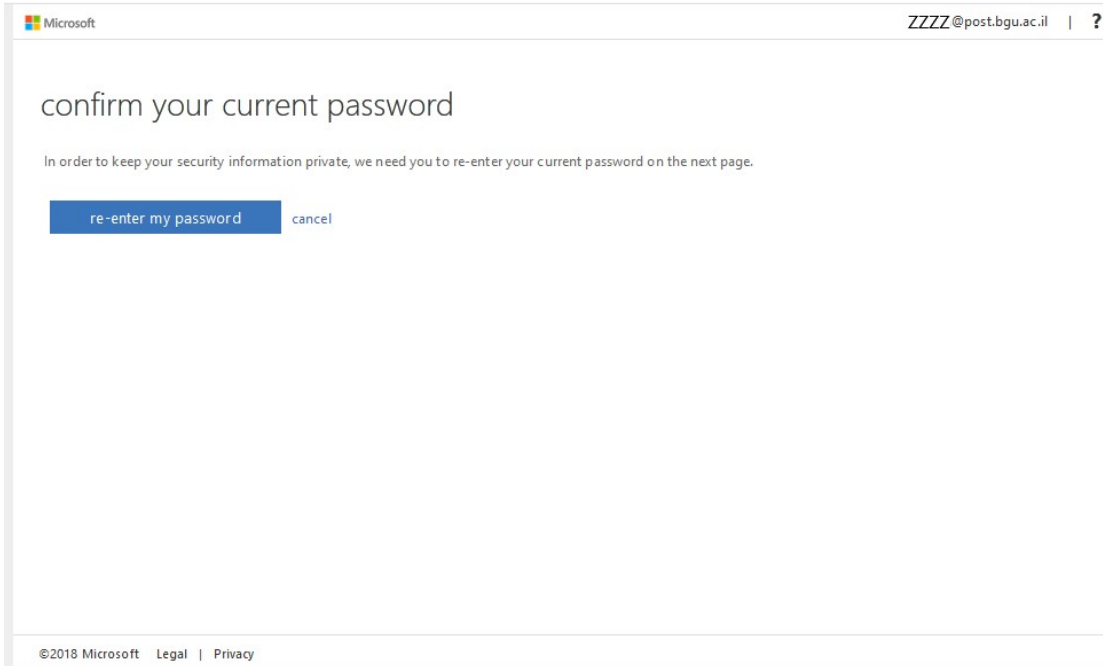 Microsoft
ZZZZ@post.bgu.ac.il | ?
confirm your current password
In order to keep your security information private, we need you to re-enter your current password on the next page.
re-enter my password cancel
©2018 Microsoft Legal | Privacy